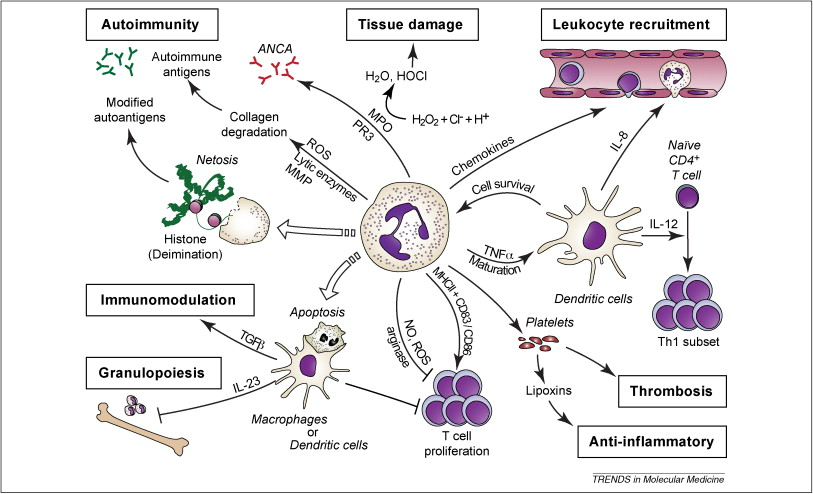 Autoimmunity
Tissue damage
Leukocyte recruitment
Autoimmune
antigens
ANCA
H₂O, HOCl
H₂O₂ + Cl⁻ + H⁺
Modified
autoantigens
Collagen
degradation
MPO
PR3
ROS
Lytic enzymes
MMP
Chemokines
IL-8
Naïve
CD4⁺
T cell
Netosis
Histone
(Deimination)
Cell survival
TNFα
Maturation
IL-12
Dendritic cells
Th1 subset
Immunomodulation
Apoptosis
TGFβ
Granulopoiesis
IL-23
Macrophages
or
Dendritic cells
NO, ROS
arginase
MHCII + CD83 / CD86
T cell
proliferation
Platelets
Lipoxins
Thrombosis
Anti-inflammatory
TRENDS in Molecular Medicine